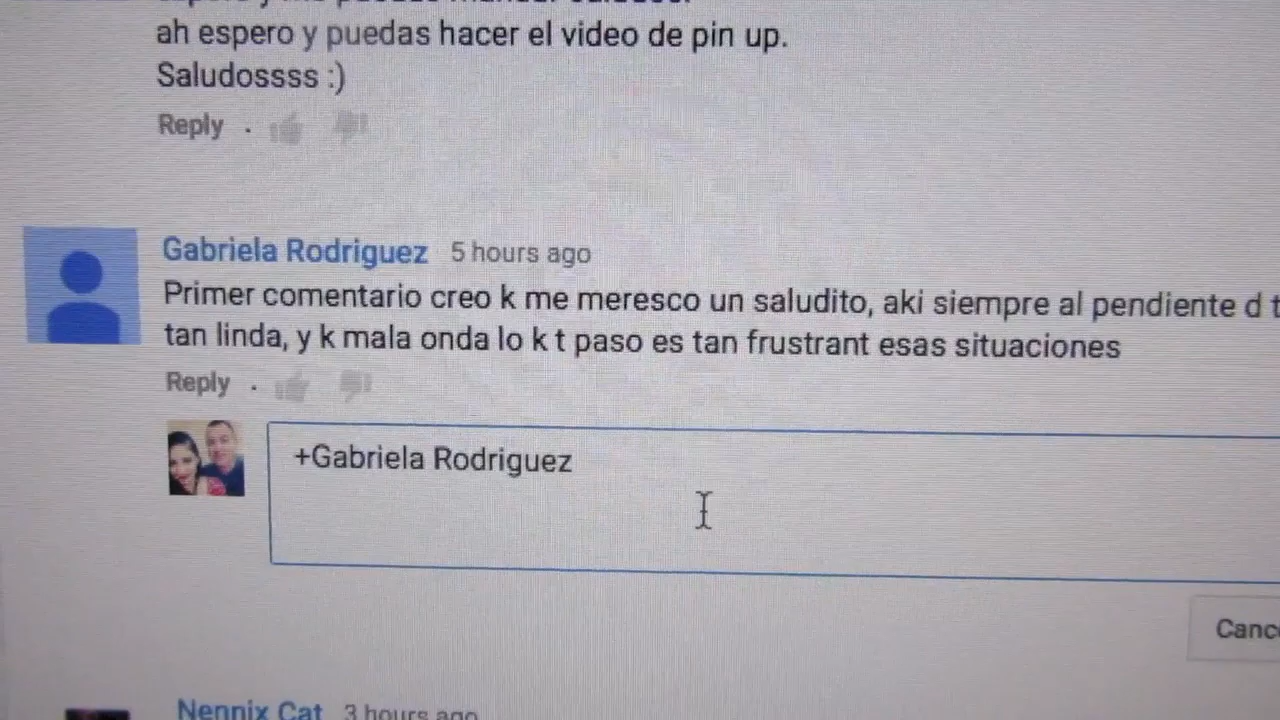 ah espero y puedas hacer el video de pin up.
Saludossss :)
Reply .
Gabriela Rodriguez 5 hours ago
Primer comentario creo k me meresco un saludito, aki siempre al pendiente d t
tan linda, y k mala onda lo k t paso es tan frustrant esas situaciones
Reply .
+Gabriela Rodriguez
Canc
Nennix Cat 3 hours ago